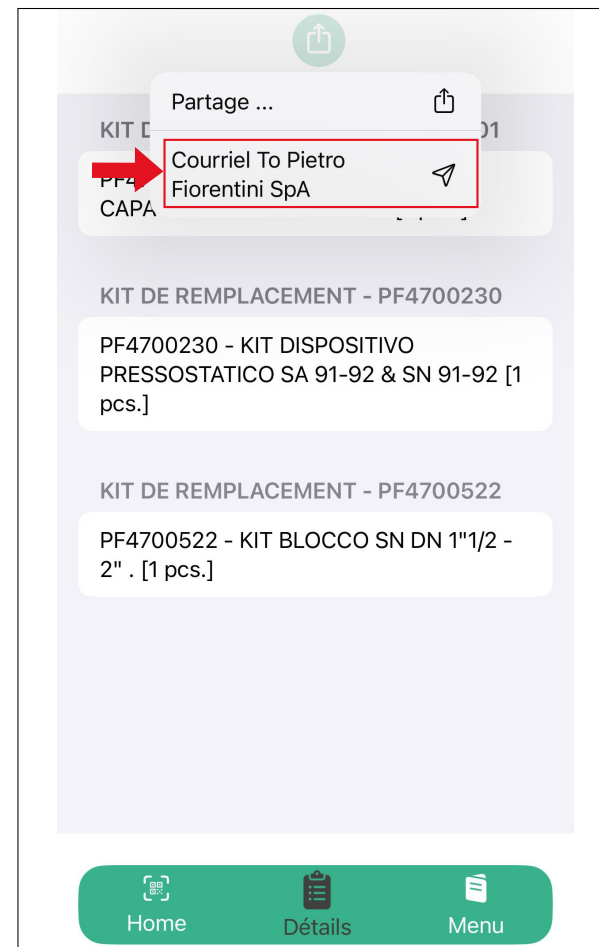 Partage ...
KIT D 01
Courriel To Pietro
Fiorentini SpA
CAPA
KIT DE REMPLACEMENT - PF4700230
PF4700230 - KIT DISPOSITIVO
PRESSOSTATICO SA 91-92 & SN 91-92 [1
pcs.]
KIT DE REMPLACEMENT - PF4700522
PF4700522 - KIT BLOCCO SN DN 1"1/2 -
2" . [1 pcs.]
Home
Détails
Menu